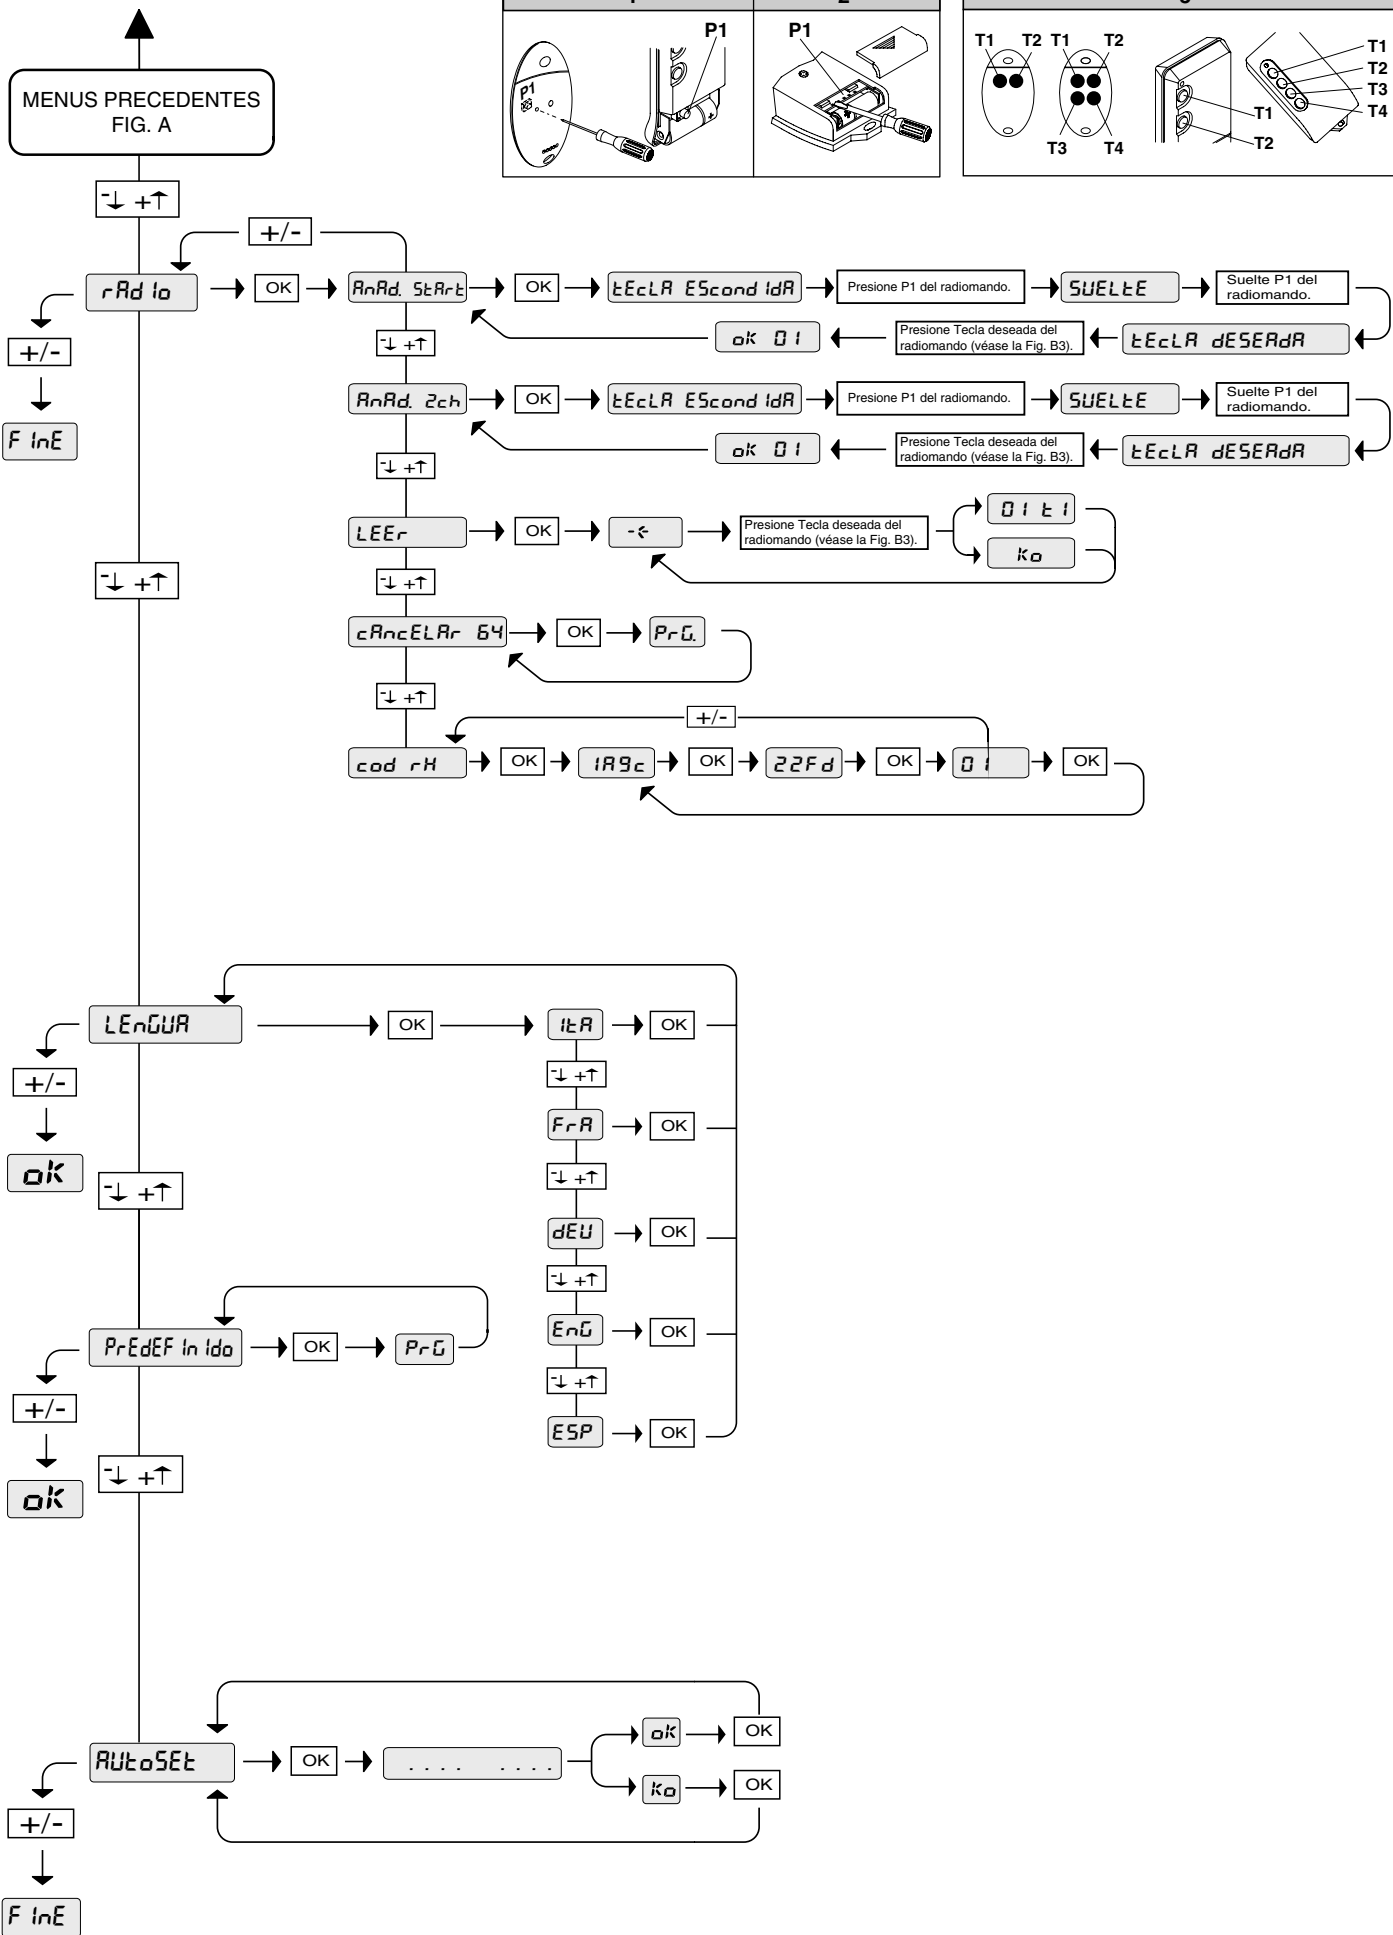 2
P1
P1
P1
T1 T2 T1 T2
T3 T4
T1
T2
T1
T2
T3
T4
MENUS PRECEDENTES
FIG. A
-↓ +↑
+/-
rAdIo
OK
AnAd. StArt
OK
tEcLA EScondIdA
Presione P1 del radiomando.
SUELtE
Suelte P1 del
radiomando.
+/-
FInE
-↓ +↑
oK 01
Presione Tecla deseada del
radiomando (véase la Fig. B3).
tEcLA dESEAdA
AnAd. 2ch
OK
tEcLA EScondIdA
Presione P1 del radiomando.
SUELtE
Suelte P1 del
radiomando.
-↓ +↑
oK 01
Presione Tecla deseada del
radiomando (véase la Fig. B3).
tEcLA dESEAdA
LEEr
OK
Presione Tecla deseada del
radiomando (véase la Fig. B3).
01 t1
Ko
-↓ +↑
-↓ +↑
cAncELAr 64
OK
PrG.
-↓ +↑
+/-
cod rH
OK
1A9c
OK
22Fd
OK
01
OK
LEnGUA
OK
ItA
OK
+/-
oK
-↓ +↑
FrA
OK
-↓ +↑
-↓ +↑
dEU
OK
-↓ +↑
PrEdEFInIdo
OK
PrG
EnG
OK
+/-
oK
-↓ +↑
ESP
OK
-↓ +↑
AUtoSEt
OK
.... ....
oK
OK
Ko
OK
+/-
FInE